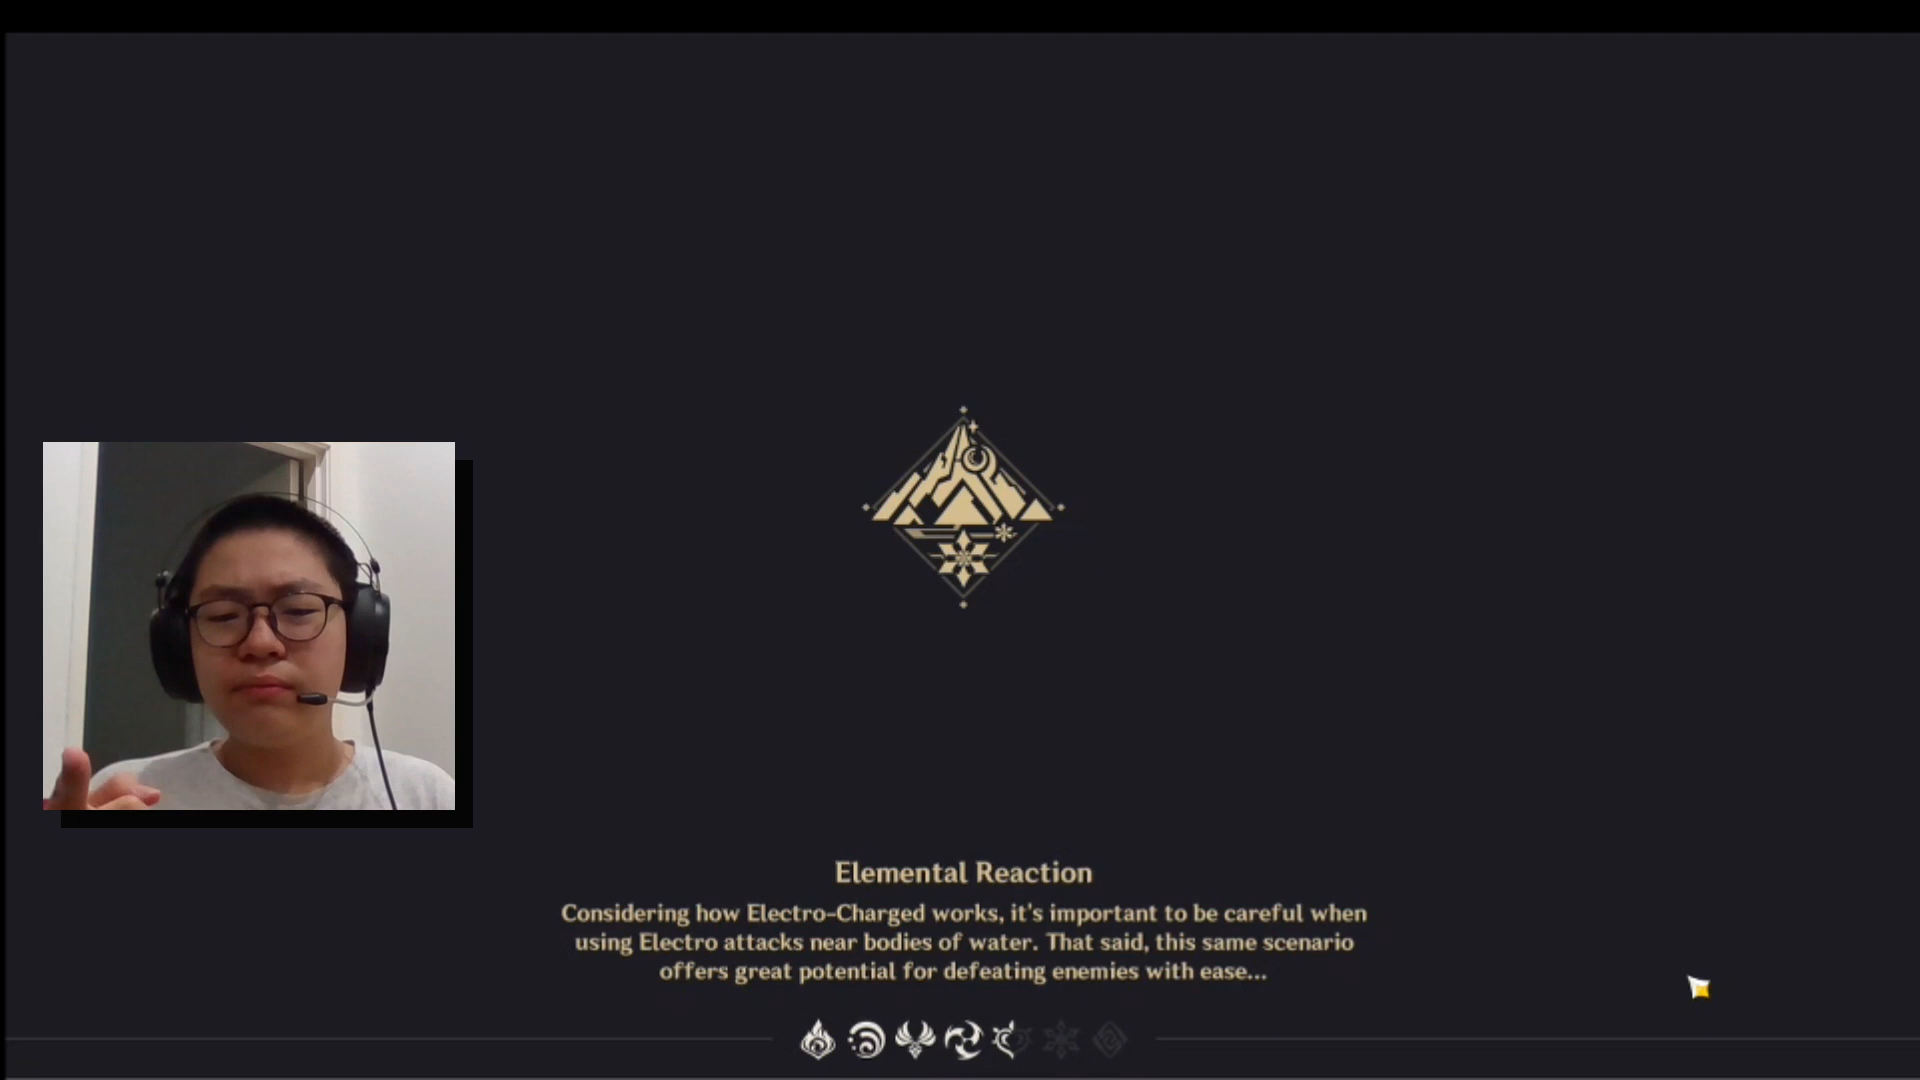 Elemental Reaction
Considering how Electro-Charged works, it's important to be careful when
using Electro attacks near bodies of water. That said, this same scenario
offers great potential for defeating enemies with ease...